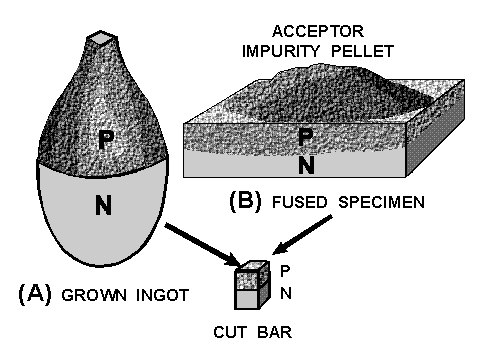 ACCEPTOR
IMPURITY PELLET
P
N
P
N
(B) FUSED SPECIMEN
(A) GROWN INGOT
P
N
CUT BAR